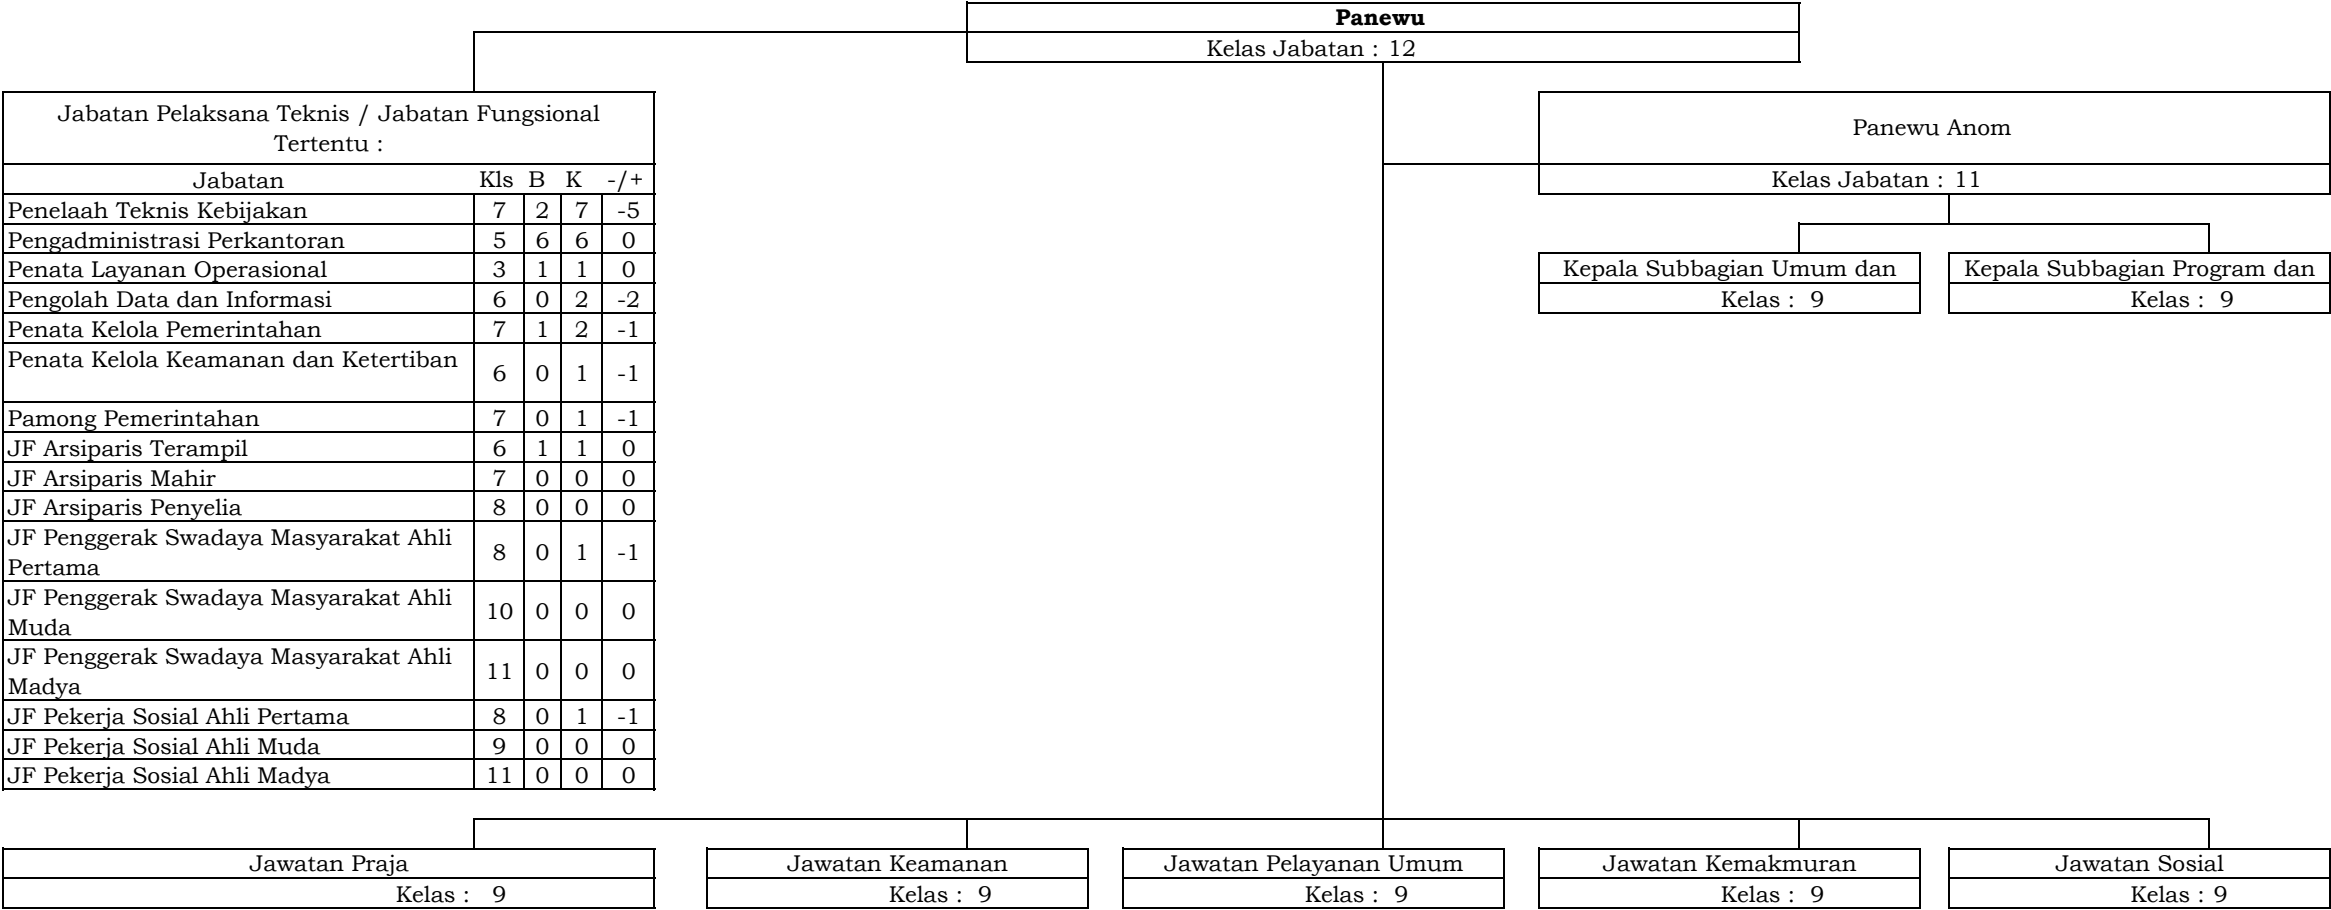 Panewu
Kelas Jabatan : 12
Jabatan Pelaksana Teknis / Jabatan Fungsional
Tertentu :
Jabatan Kls B K -/+
Penelaah Teknis Kebijakan 7 2 7 -5
Pengadministrasi Perkantoran 5 6 6 0
Penata Layanan Operasional 3 1 1 0
Pengolah Data dan Informasi 6 0 2 -2
Penata Kelola Pemerintahan 7 1 2 -1
Penata Kelola Keamanan dan Ketertiban 6 0 1 -1
Pamong Pemerintahan 7 0 1 -1
JF Arsiparis Terampil 6 1 1 0
JF Arsiparis Mahir 7 0 0 0
JF Arsiparis Penyelia 8 0 0 0
JF Penggerak Swadaya Masyarakat Ahli
Pertama 8 0 1 -1
JF Penggerak Swadaya Masyarakat Ahli
Muda 10 0 0 0
JF Penggerak Swadaya Masyarakat Ahli
Madya 11 0 0 0
JF Pekerja Sosial Ahli Pertama 8 0 1 -1
JF Pekerja Sosial Ahli Muda 9 0 0 0
JF Pekerja Sosial Ahli Madya 11 0 0 0
Panewu Anom
Kelas Jabatan : 11
Kepala Subbagian Umum dan
Kelas : 9
Kepala Subbagian Program dan
Kelas : 9
Jawatan Praja
Kelas : 9
Jawatan Keamanan
Kelas : 9
Jawatan Pelayanan Umum
Kelas : 9
Jawatan Kemakmuran
Kelas : 9
Jawatan Sosial
Kelas : 9